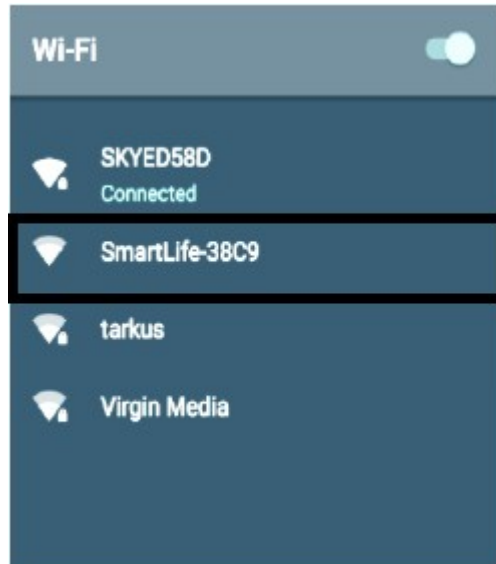 Wi-Fi
SKYED58D
Connected
SmartLife-38C9
tarkus
Virgin Media